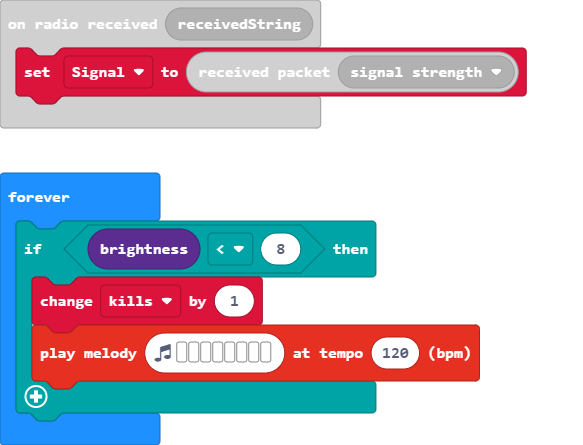 on radio received receivedString
set Signal to received packet signal strength
forever
if brightness < 8 then
change kills by 1
play melody at tempo 120 (bpm)